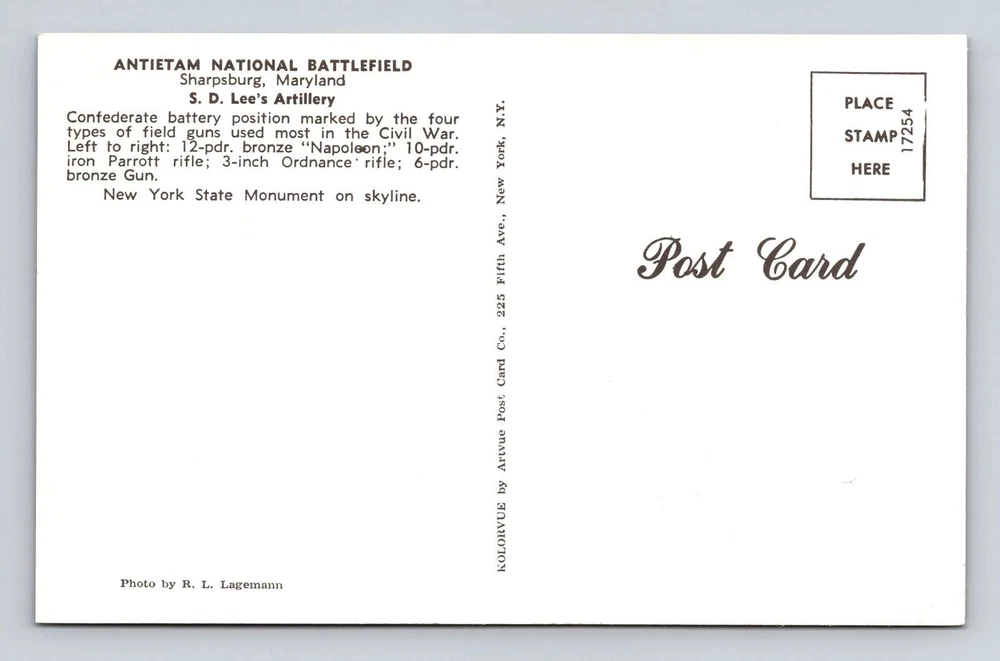 ANTIETAM NATIONAL BATTLEFIELD
Sharpsburg, Maryland
S. D. Lee's Artillery
Confederate battery position marked by the four
types of field guns used most in the Civil War.
Left to right: 12-pdr. bronze "Napoleon;" 10-pdr.
iron Parrott rifle; 3-inch Ordnance rifle; 6-pdr.
bronze Gun.
New York State Monument on skyline.
Photo by R. L. Lagemann
KOLORVUE by Artvue Post Card Co., 225 Fifth Ave., New York, N.Y.
PLACE
STAMP
HERE
17254
Post Card